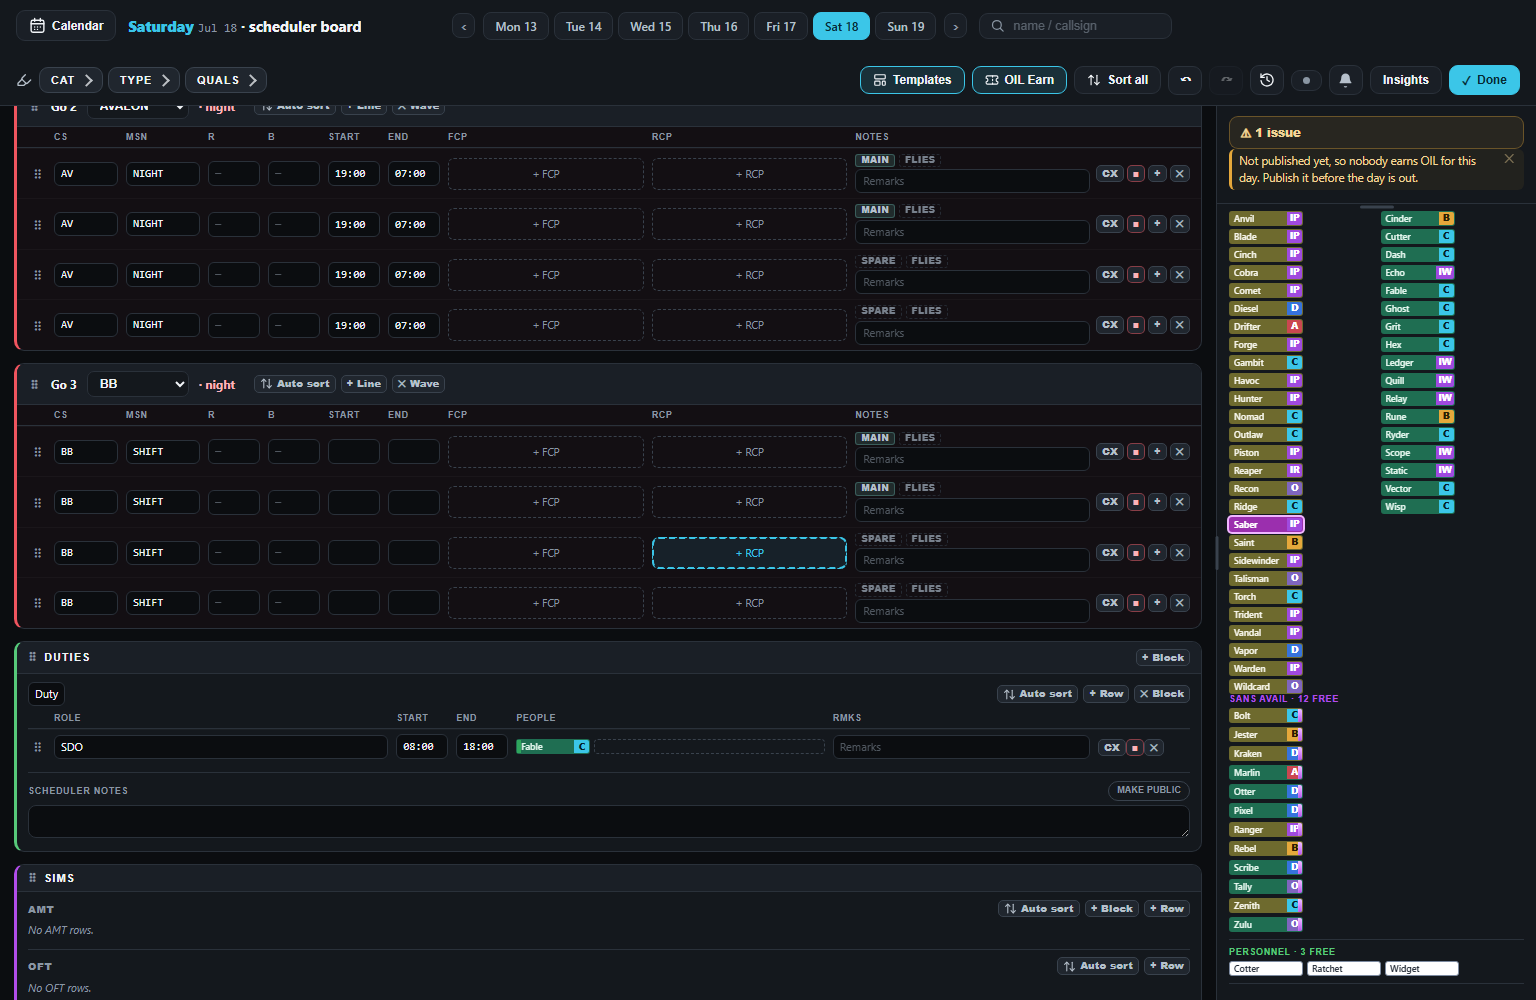 Calendar
Saturday Jul 18 · scheduler board
‹ Mon 13 Tue 14 Wed 15 Thu 16 Fri 17 Sat 18 Sun 19 ›
name / callsign
CAT TYPE QUALS
Templates OIL Earn Sort all Insights ✓ Done
Go 2 AVALON · night Auto sort + Line ✕ Wave
CS MSN R B START END FCP RCP NOTES
AV NIGHT – – 19:00 07:00 + FCP + RCP MAIN FLIES Remarks CX ■ + ✕
AV NIGHT – – 19:00 07:00 + FCP + RCP MAIN FLIES Remarks CX ■ + ✕
AV NIGHT – – 19:00 07:00 + FCP + RCP SPARE FLIES Remarks CX ■ + ✕
AV NIGHT – – 19:00 07:00 + FCP + RCP SPARE FLIES Remarks CX ■ + ✕
Go 3 BB · night Auto sort + Line ✕ Wave
CS MSN R B START END FCP RCP NOTES
BB SHIFT – – + FCP + RCP MAIN FLIES Remarks CX ■ + ✕
BB SHIFT – – + FCP + RCP MAIN FLIES Remarks CX ■ + ✕
BB SHIFT – – + FCP + RCP SPARE FLIES Remarks CX ■ + ✕
BB SHIFT – – + FCP + RCP SPARE FLIES Remarks CX ■ + ✕
DUTIES + Block
Duty Auto sort + Row ✕ Block
ROLE START END PEOPLE RMKS
SDO 08:00 18:00 Fable C Remarks CX ■ ✕
SCHEDULER NOTES MAKE PUBLIC
SIMS
AMT Auto sort + Block + Row
No AMT rows.
OFT Auto sort + Row
No OFT rows.
⚠ 1 issue
Not published yet, so nobody earns OIL for this
day. Publish it before the day is out.
Anvil IP
Blade IP
Cinch IP
Cobra IP
Comet IP
Diesel D
Drifter A
Forge IP
Gambit C
Havoc IP
Hunter IP
Nomad C
Outlaw C
Piston IP
Reaper IR
Recon O
Ridge C
Saber IP
Saint B
Sidewinder IP
Talisman O
Torch C
Trident IP
Vandal IP
Vapor D
Warden IP
Wildcard O
Cinder B
Cutter C
Dash C
Echo IW
Fable C
Ghost C
Grit C
Hex C
Ledger IW
Quill IW
Relay IW
Rune B
Ryder C
Scope IW
Static IW
Vector C
Wisp C
SANS AVAIL · 12 FREE
Bolt C
Jester B
Kraken D
Marlin A
Otter D
Pixel D
Ranger IP
Rebel B
Scribe D
Tally O
Zenith C
Zulu O
PERSONNEL · 3 FREE
Cotter Ratchet Widget